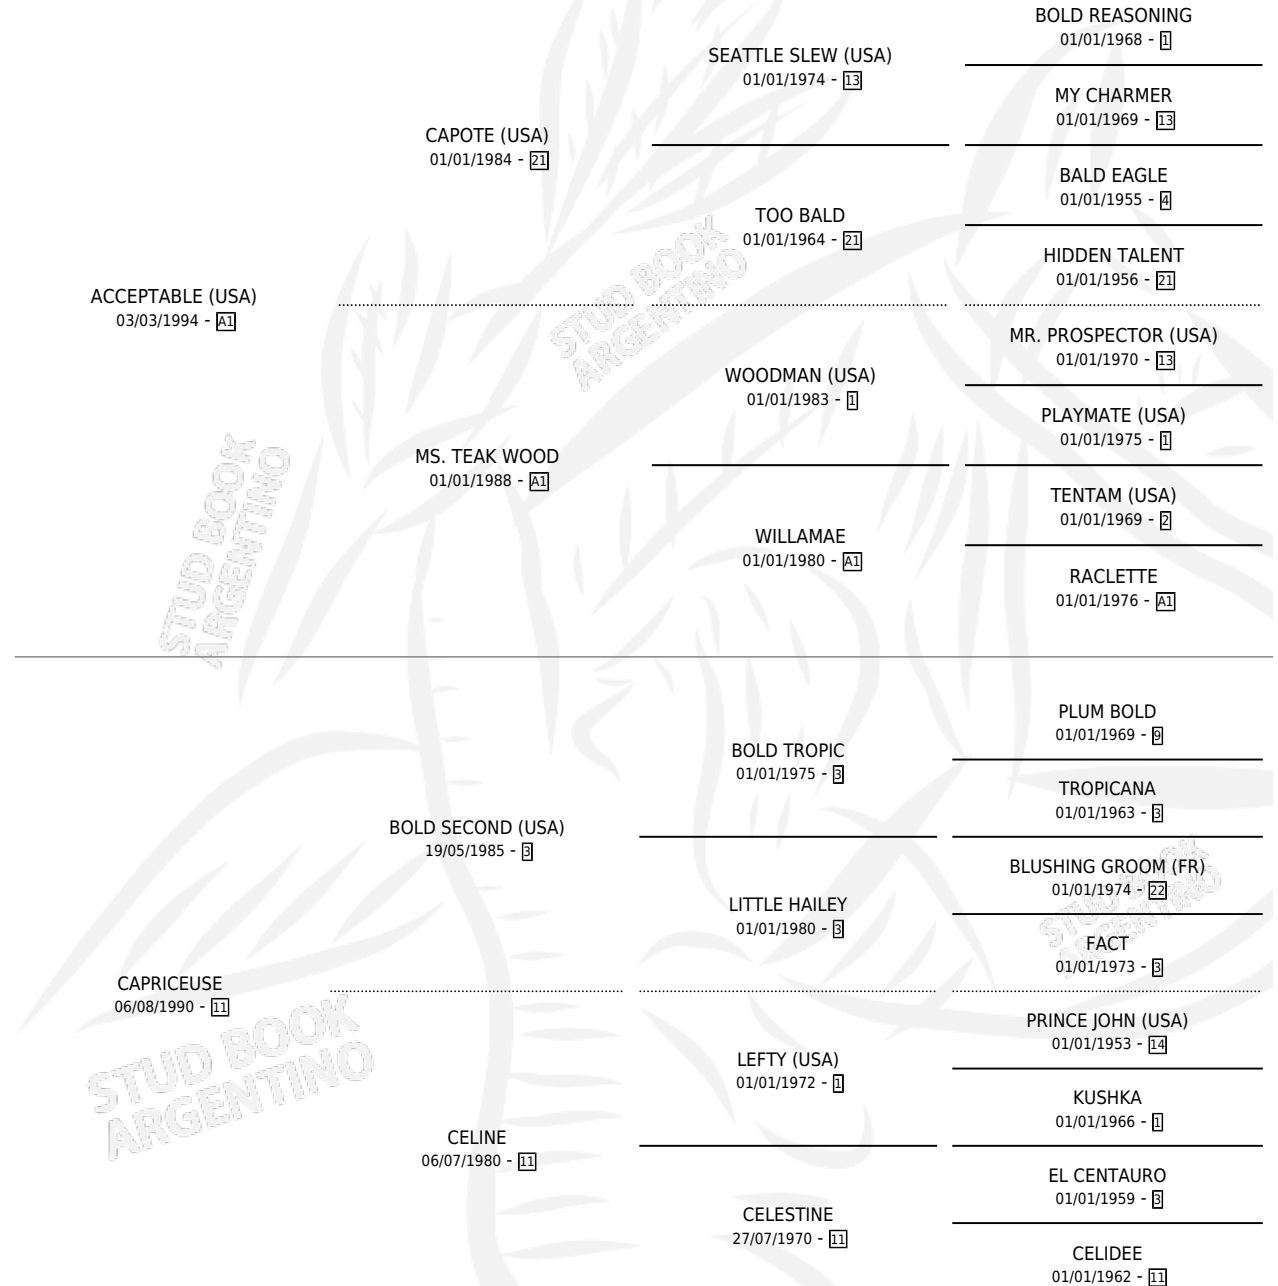 BOLD REASONING
01/01/1968 - 1
SEATTLE SLEW (USA)
01/01/1974 - 13
MY CHARMER
01/01/1969 - 13
CAPOTE (USA)
01/01/1984 - 21
BALD EAGLE
01/01/1955 - 4
TOO BALD
01/01/1964 - 21
HIDDEN TALENT
01/01/1956 - 21
ACCEPTABLE (USA)
03/03/1994 - A1
MR. PROSPECTOR (USA)
01/01/1970 - 13
WOODMAN (USA)
01/01/1983 - 1
PLAYMATE (USA)
01/01/1975 - 1
MS. TEAK WOOD
01/01/1988 - A1
TENTAM (USA)
01/01/1969 - 2
WILLAMAE
01/01/1980 - A1
RACLETTE
01/01/1976 - A1
PLUM BOLD
01/01/1969 - 9
BOLD TROPIC
01/01/1975 - 3
TROPICANA
01/01/1963 - 3
BOLD SECOND (USA)
19/05/1985 - 3
BLUSHING GROOM (FR)
01/01/1974 - 22
LITTLE HAILEY
01/01/1980 - 3
FACT
01/01/1973 - 3
CAPRICEUSE
06/08/1990 - 11
PRINCE JOHN (USA)
01/01/1953 - 14
LEFTY (USA)
01/01/1972 - 1
KUSHKA
01/01/1966 - 1
CELINE
06/07/1980 - 11
EL CENTAURO
01/01/1959 - 3
CELESTINE
27/07/1970 - 11
CELIDEE
01/01/1962 - 11
STUD BOOK
ARGENTINO
STUD BOOK
ARGENTINO
STUD BOOK
ARGENTINO
STUD BOOK
ARGENTINO